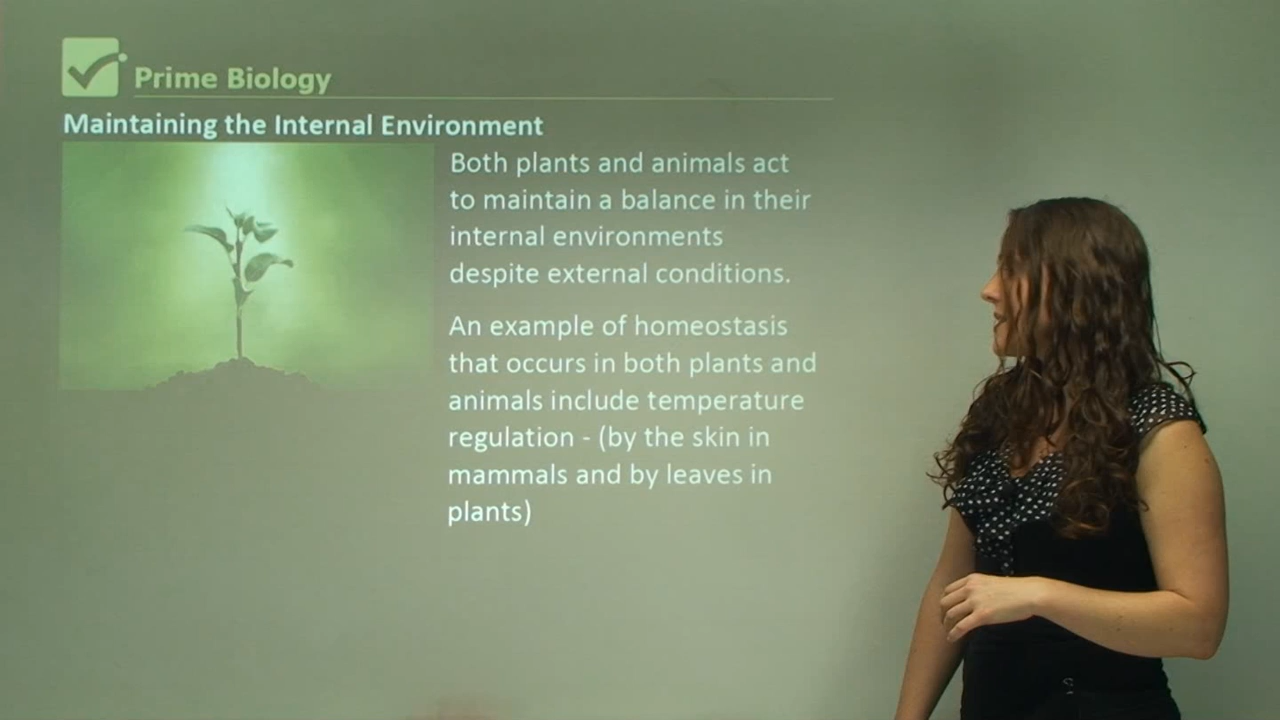 Prime Biology
Maintaining the Internal Environment
Both plants and animals act
to maintain a balance in their
internal environments
despite external conditions.
An example of homeostasis
that occurs in both plants and
animals include temperature
regulation - (by the skin in
mammals and by leaves in
plants)